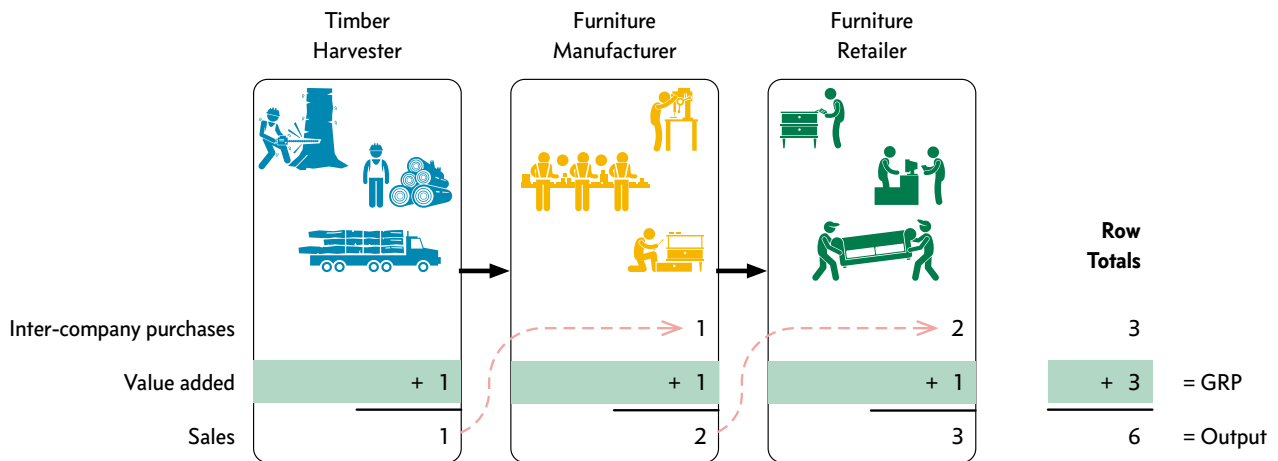 Timber
Harvester
Furniture
Manufacturer
Furniture
Retailer
Row
Totals
Inter-company purchases 1 2 3
Value added + 1 + 1 + 1 + 3 = GRP
Sales 1 2 3 6 = Output